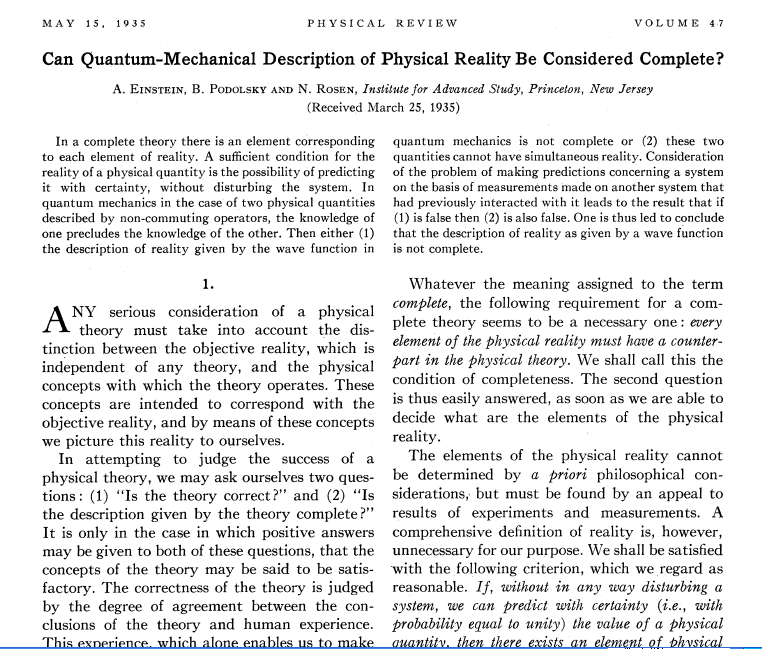 MAY 15, 1935 PHYSICAL REVIEW VOLUME 47
Can Quantum-Mechanical Description of Physical Reality Be Considered Complete?
A. EINSTEIN, B. PODOLSKY AND N. ROSEN, Institute for Advanced Study, Princeton, New Jersey
(Received March 25, 1935)
In a complete theory there is an element corresponding
to each element of reality. A sufficient condition for the
reality of a physical quantity is the possibility of predicting
it with certainty, without disturbing the system. In
quantum mechanics in the case of two physical quantities
described by non-commuting operators, the knowledge of
one precludes the knowledge of the other. Then either (1)
the description of reality given by the wave function in
quantum mechanics is not complete or (2) these two
quantities cannot have simultaneous reality. Consideration
of the problem of making predictions concerning a system
on the basis of measurements made on another system that
had previously interacted with it leads to the result that if
(1) is false then (2) is also false. One is thus led to conclude
that the description of reality as given by a wave function
is not complete.
1.
ANY serious consideration of a physical
theory must take into account the dis-
tinction between the objective reality, which is
independent of any theory, and the physical
concepts with which the theory operates. These
concepts are intended to correspond with the
objective reality, and by means of these concepts
we picture this reality to ourselves.
In attempting to judge the success of a
physical theory, we may ask ourselves two ques-
tions: (1) “Is the theory correct?” and (2) “Is
the description given by the theory complete?”
It is only in the case in which positive answers
may be given to both of these questions, that the
concepts of the theory may be said to be satis-
factory. The correctness of the theory is judged
by the degree of agreement between the con-
clusions of the theory and human experience.
This experience, which alone enables us to make
Whatever the meaning assigned to the term
complete, the following requirement for a com-
plete theory seems to be a necessary one: every
element of the physical reality must have a counter-
part in the physical theory. We shall call this the
condition of completeness. The second question
is thus easily answered, as soon as we are able to
decide what are the elements of the physical
reality.
The elements of the physical reality cannot
be determined by a priori philosophical con-
siderations, but must be found by an appeal to
results of experiments and measurements. A
comprehensive definition of reality is, however,
unnecessary for our purpose. We shall be satisfied
with the following criterion, which we regard as
reasonable. If, without in any way disturbing a
system, we can predict with certainty (i.e., with
probability equal to unity) the value of a physical
quantity, then there exists an element of physical